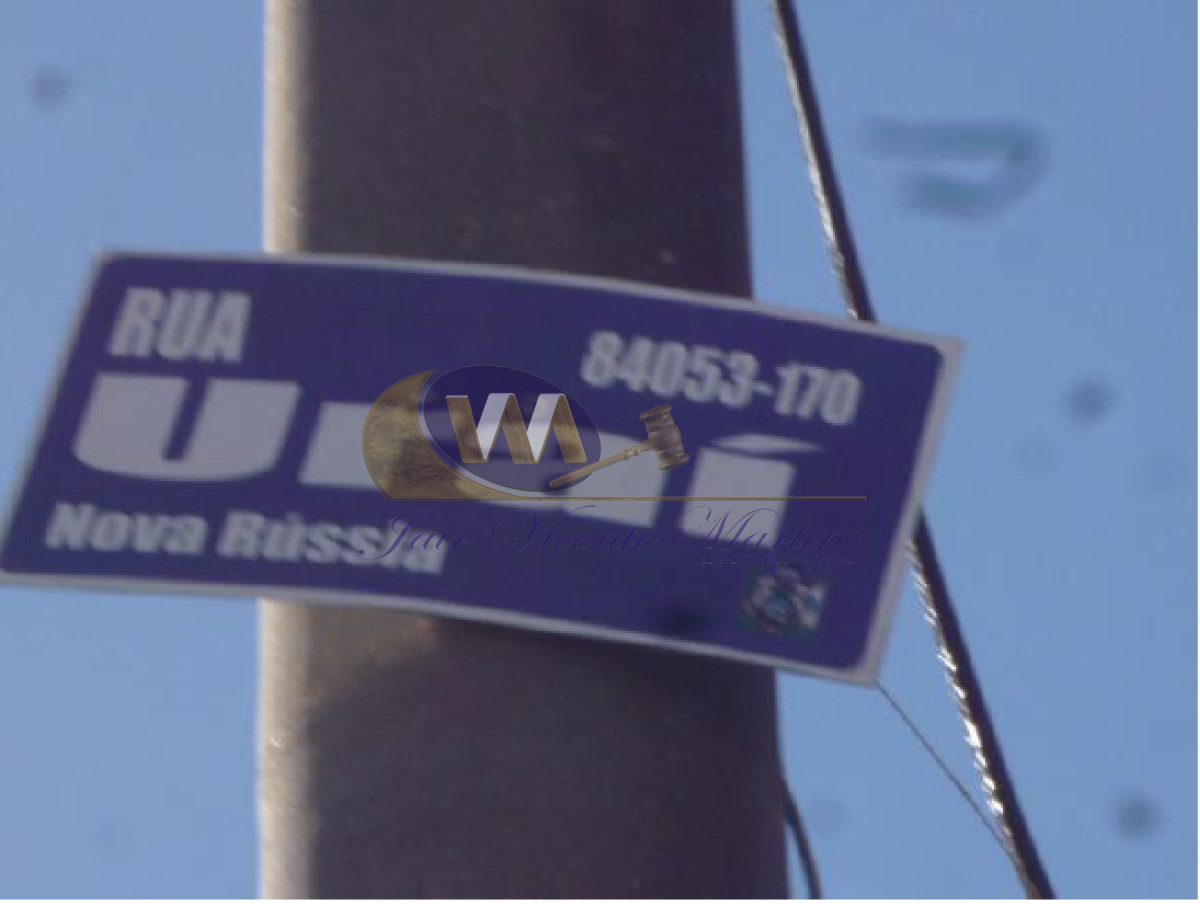 RUA
84053-170
Nova Rússia
Jair Vicente Martins